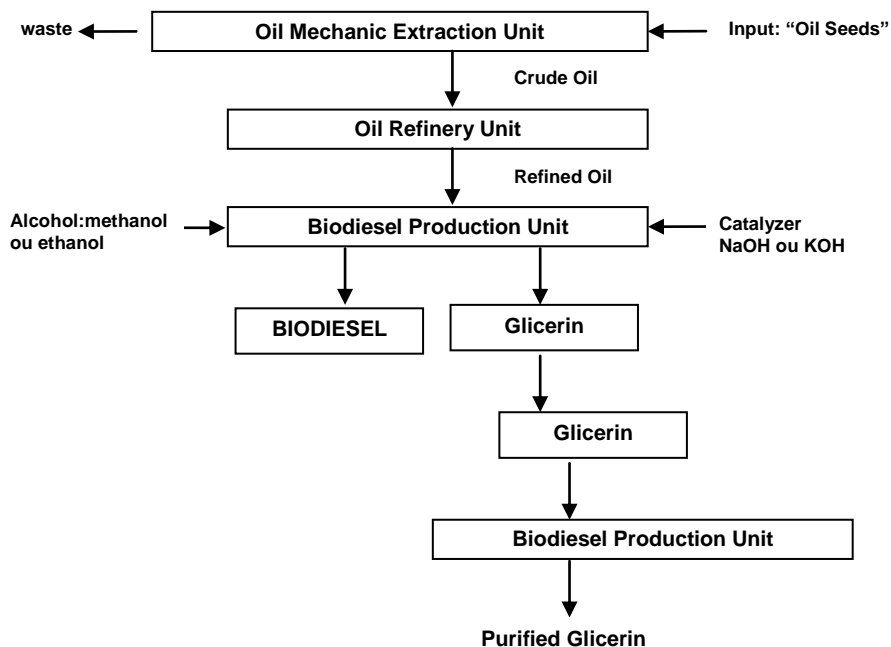 waste
Oil Mechanic Extraction Unit
Input: “Oil Seeds”
Crude Oil
Oil Refinery Unit
Refined Oil
Alcohol:methanol
ou ethanol
Biodiesel Production Unit
Catalyzer
NaOH ou KOH
BIODIESEL
Glicerin
Glicerin
Biodiesel Production Unit
Purified Glicerin